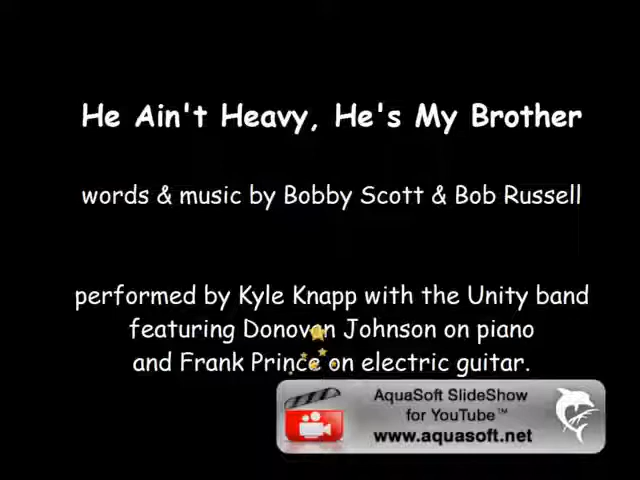 He Ain't Heavy, He's My Brother
words & music by Bobby Scott & Bob Russell
performed by Kyle Knapp with the Unity band
featuring Donovan Johnson on piano
and Frank Prince on electric guitar.
AquaSoft SlideShow
for YouTube™
www.aquasoft.net